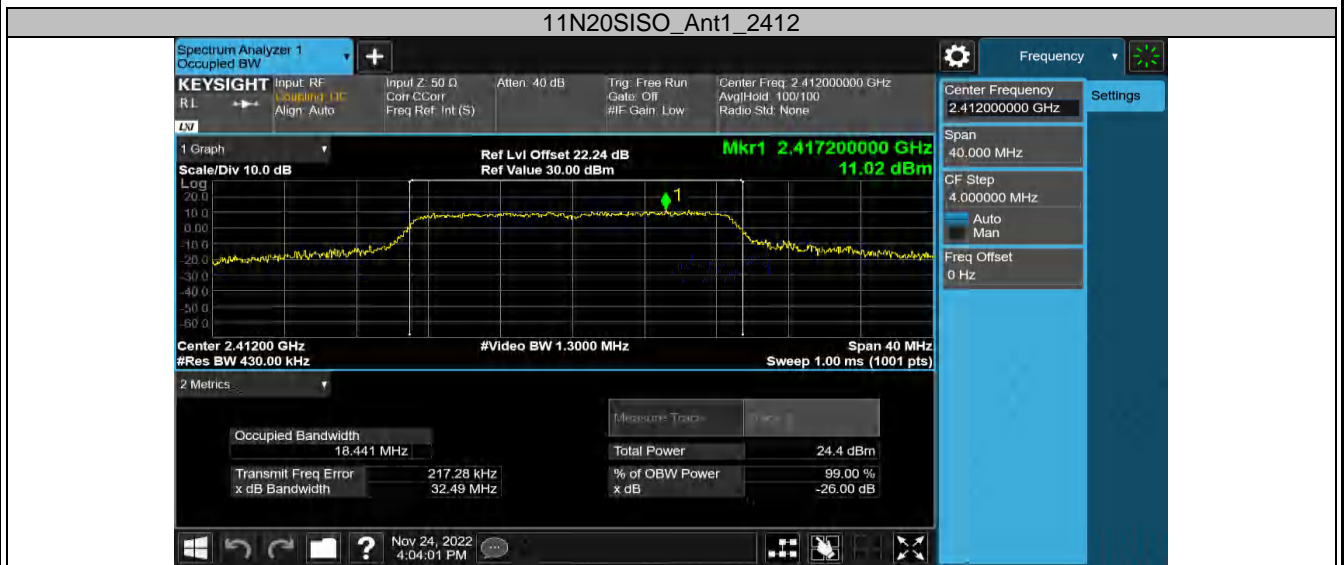 11N20SISO_Ant1_2412
Spectrum Analyzer 1
Occupied BW
+
Frequency
KEYSIGHT
Input: RF
Input Z: 50 Ω
Atten: 40 dB
Trig: Free Run
Center Freq: 2.412000000 GHz
RL
Coupling: DC
Corr CCorr
Gate: Off
Avg|Hold: 100/100
Align: Auto
Freq Ref: Int (S)
#IF Gain: Low
Radio Std: None
LXI
Center Frequency
2.412000000 GHz
Settings
Span
40.000 MHz
CF Step
4.000000 MHz
Auto
Man
Freq Offset
0 Hz
1 Graph
Ref Lvl Offset 22.24 dB
Mkr1 2.417200000 GHz
Scale/Div 10.0 dB
Ref Value 30.00 dBm
11.02 dBm
Log
1
20.0
10.0
0.00
-10.0
-20.0
-30.0
-40.0
-50.0
-60.0
Center 2.41200 GHz
#Video BW 1.3000 MHz
Span 40 MHz
#Res BW 430.00 kHz
Sweep 1.00 ms (1001 pts)
2 Metrics
Measure Trace
Occupied Bandwidth
18.441 MHz
Total Power
24.4 dBm
Transmit Freq Error
217.28 kHz
% of OBW Power
99.00 %
x dB Bandwidth
32.49 MHz
x dB
-26.00 dB
?
Nov 24, 2022
4:04:01 PM